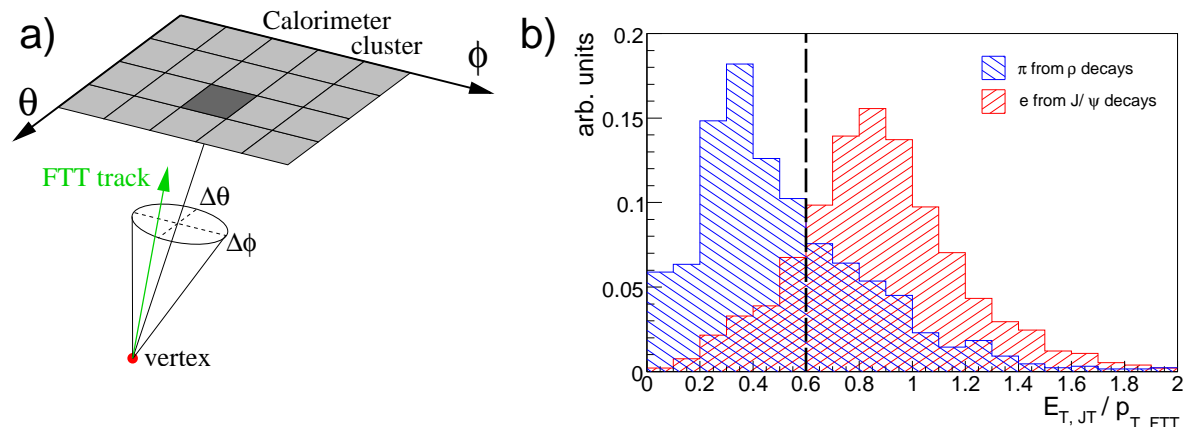 a)
Calorimeter
cluster
ϕ
θ
FTT track
Δθ
Δϕ
vertex
b)
arb. units
0.2
0.15
0.1
0.05
0
π from ρ decays
e from J/ ψ decays
0 0.2 0.4 0.6 0.8 1 1.2 1.4 1.6 1.8 2
E_T, JT / p_T, FTT